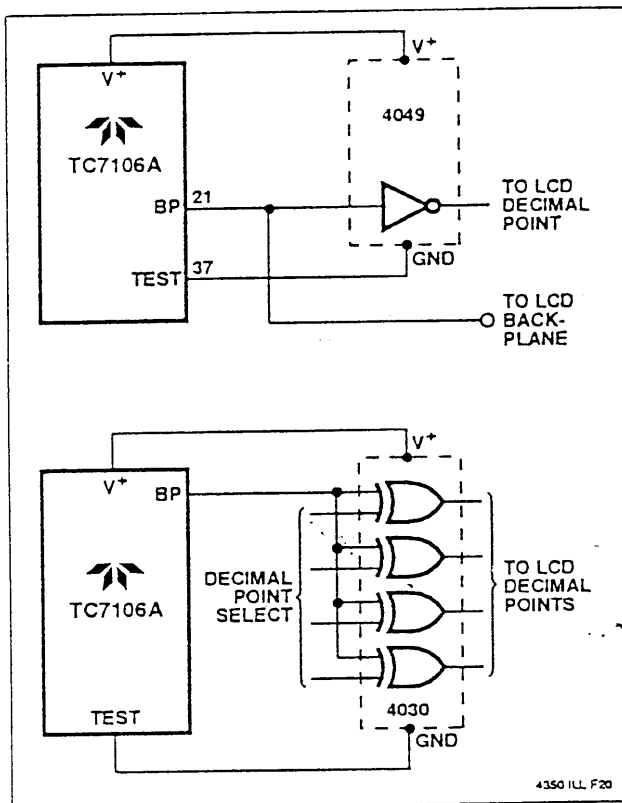 V+
V+
4049
TC7106A
BP
21
TO LCD
DECIMAL
POINT
TEST
37
GND
TO LCD
BACK-
PLANE
V+
V+
BP
DECIMAL
POINT
SELECT
TO LCD
DECIMAL
POINTS
TC7106A
TEST
4030
GND
4350 ILL F20